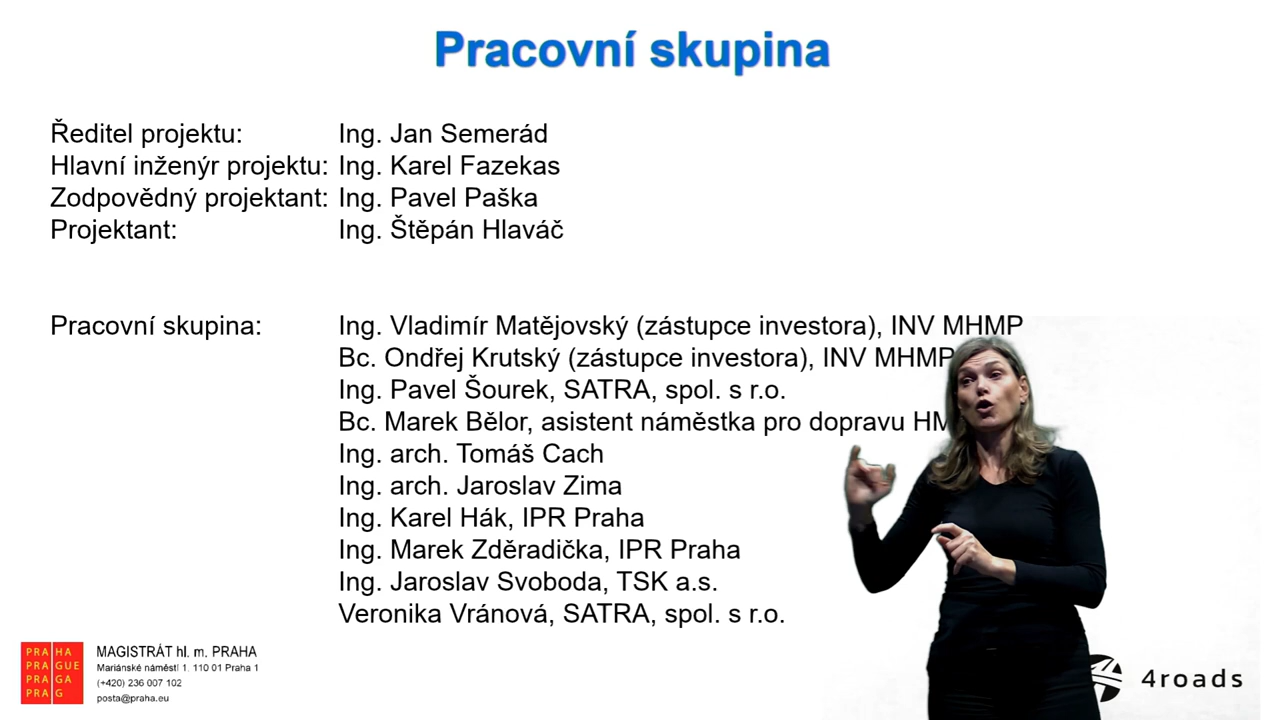 Pracovní skupina
Ředitel projektu: Ing. Jan Semerád
Hlavní inženýr projektu: Ing. Karel Fazekas
Zodpovědný projektant: Ing. Pavel Paška
Projektant: Ing. Štěpán Hlaváč
Pracovní skupina: Ing. Vladimír Matějovský (zástupce investora), INV MHMP
Bc. Ondřej Krutský (zástupce investora), INV MHMP
Ing. Pavel Šourek, SATRA, spol. s r.o.
Bc. Marek Bělor, asistent náměstka pro dopravu
Ing. arch. Tomáš Cach
Ing. arch. Jaroslav Zima
Ing. Karel Hák, IPR Praha
Ing. Marek Zděradička, IPR Praha
Ing. Jaroslav Svoboda, TSK a.s.
Veronika Vránová, SATRA, spol. s r.o.
PRA HA
PRA GUE
PRA GA
PRA G
MAGISTRÁT hl. m. PRAHA
Mariánské náměstí 1. 110 01 Praha 1
(+420) 236 007 102
posta@praha.eu
4roads